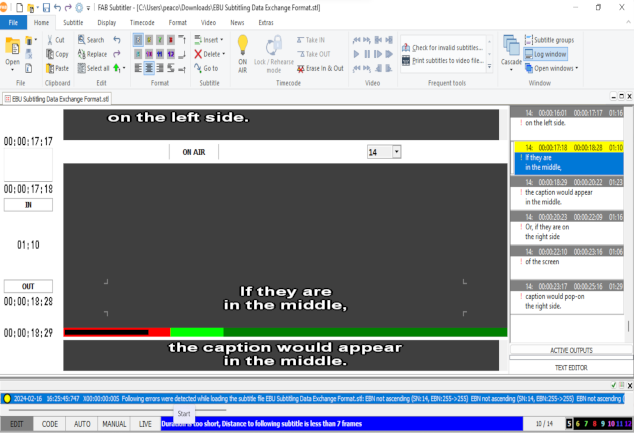 FAB Subtitler - [C:\Users\peaco\Downloads\EBU Subtitling Data Exchange Format.stl]
File Home Subtitle Display Timecode Format Video News Extras
Open
Cut
Copy
Paste
Clipboard
Search
Replace
Select all
Edit
Format
Insert
Delete
Go to
Subtitle
ON AIR
Lock / Rehearse mode
Take IN
Take OUT
Erase In & Out
Timecode
Video
Check for invalid subtitles...
Print subtitles to video file...
Frequent tools
Cascade
Subtitle groups
Log window
Open windows
Window
EBU Subtitling Data Exchange Format.stl
00:00:17:17
on the left side.
ON AIR
14
00:00:17:18
IN
01:10
OUT
00:00:18:28
If they are
in the middle,
00:00:18:29
the caption would appear
in the middle.
14: 00:00:16:01 00:00:17:17 01:16
! on the left side.
14: 00:00:17:18 00:00:18:28 01:10
! If they are
in the middle,
14: 00:00:18:29 00:00:20:22 01:23
! the caption would appear
in the middle.
14: 00:00:20:23 00:00:22:09 01:16
! Or, if they are on
the right side
14: 00:00:22:10 00:00:23:16 01:06
! of the screen
14: 00:00:23:17 00:00:25:16 01:29
! caption would pop-on
the right side.
ACTIVE OUTPUTS
TEXT EDITOR
2024-02-16 16:25:45:747 X00:00:00:005 Following errors were detected while loading the subtitle file EBU Subtitling Data Exchange Format.stl: EBN not ascending (SN:14, EBN:255->255) EBN not ascending (SN:14, EBN:255->255) EBN not ascending (
Start
EDIT CODE AUTO MANUAL LIVE Duration is too short, Distance to following subtitle is less than 7 frames 10 / 14 5 6 7 8 9 10 11 12